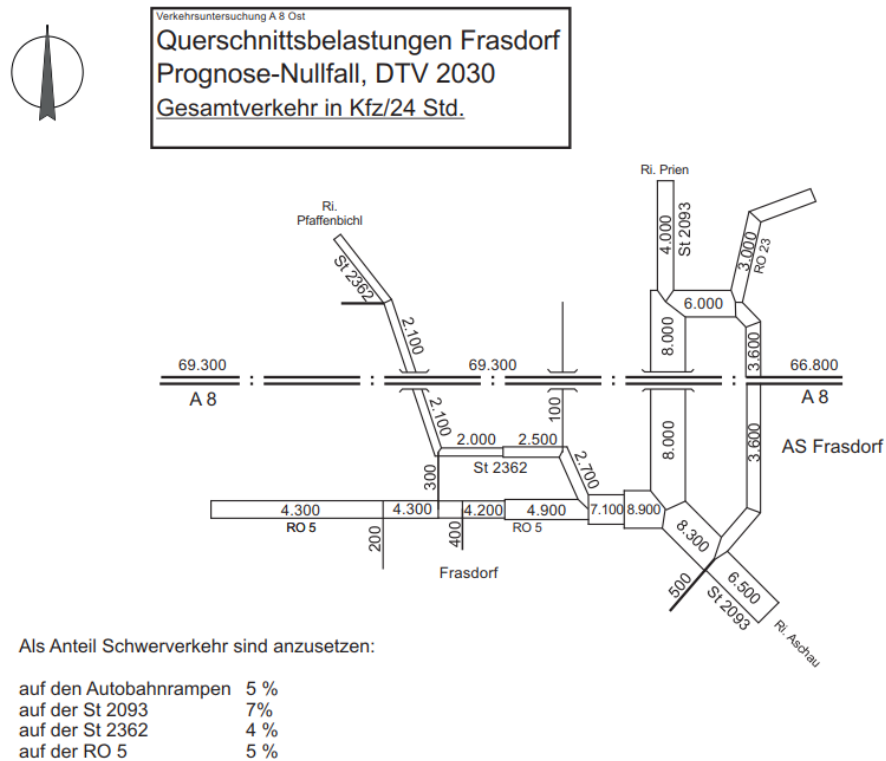 Verkehrsuntersuchung A 8 Ost
Querschnittsbelastungen Frasdorf
Prognose-Nullfall, DTV 2030
Gesamtverkehr in Kfz/24 Std.
Ri. Prien
Ri.
Pfaffenbichl
4.000
St 2093
3.000
RO 23
St 2362
6.000
2.100
8.000
3.600
69.300
69.300
66.800
A 8
A 8
2.100
100
8.000
3.600
AS Frasdorf
2.000
2.500
St 2362
2.700
300
4.300
4.300
4.200
4.900
7.100
8.900
RO 5
RO 5
200
400
8.300
Frasdorf
500
6.500
St 2093
Ri. Aschau
Als Anteil Schwerverkehr sind anzusetzen:
auf den Autobahnrampen 5 %
auf der St 2093 7%
auf der St 2362 4 %
auf der RO 5 5 %